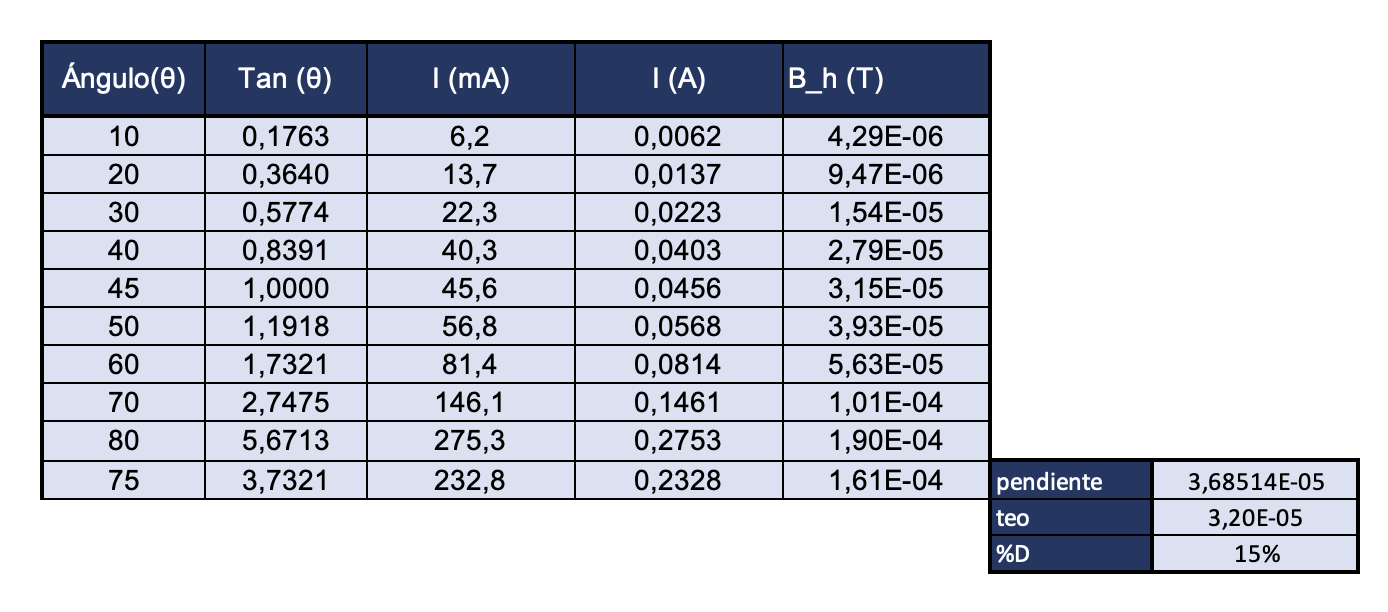 Ángulo(θ) Tan (θ) I (mA) I (A) B_h (T)
10 0,1763 6,2 0,0062 4,29E-06
20 0,3640 13,7 0,0137 9,47E-06
30 0,5774 22,3 0,0223 1,54E-05
40 0,8391 40,3 0,0403 2,79E-05
45 1,0000 45,6 0,0456 3,15E-05
50 1,1918 56,8 0,0568 3,93E-05
60 1,7321 81,4 0,0814 5,63E-05
70 2,7475 146,1 0,1461 1,01E-04
80 5,6713 275,3 0,2753 1,90E-04
75 3,7321 232,8 0,2328 1,61E-04
pendiente 3,68514E-05
teo 3,20E-05
%D 15%